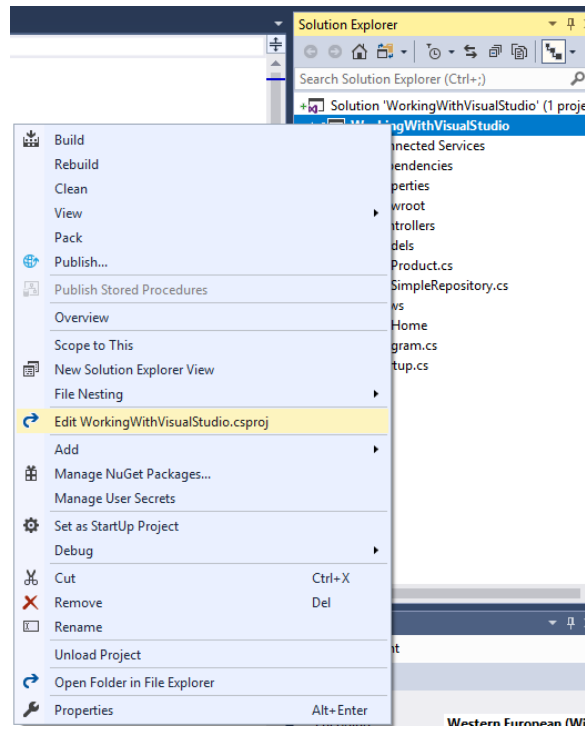 Solution Explorer
Search Solution Explorer (Ctrl+;)
Solution 'WorkingWithVisualStudio' (1 proje
WorkingWithVisualStudio
nnected Services
endencies
perties
wroot
ntrollers
dels
Product.cs
SimpleRepository.cs
ws
Home
gram.cs
tup.cs
Build
Rebuild
Clean
View
Pack
Publish...
Publish Stored Procedures
Overview
Scope to This
New Solution Explorer View
File Nesting
Edit WorkingWithVisualStudio.csproj
Add
Manage NuGet Packages...
Manage User Secrets
Set as StartUp Project
Debug
Cut Ctrl+X
Remove Del
Rename
Unload Project
Open Folder in File Explorer
Properties Alt+Enter
nt
Western European (Wi